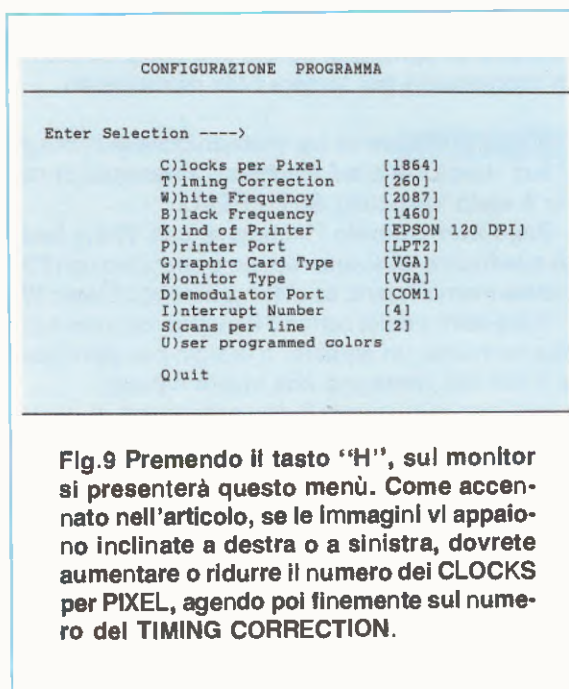 CONFIGURAZIONE PROGRAMMA
Enter Selection ---->
C)locks per Pixel [1864]
T)iming Correction [260]
W)hite Frequency [2087]
B)lack Frequency [1460]
K)ind of Printer [EPSON 120 DPI]
P)rinter Port [LPT2]
G)raphic Card Type [VGA]
M)onitor Type [VGA]
D)emodulator Port [COM1]
I)nterrupt Number [4]
S)cans per line [2]
U)ser programmed colors
Q)uit
Fig.9 Premendo il tasto “H”, sul monitor
si presenterà questo menù. Come accen-
nato nell’articolo, se le immagini vi appaio-
no inclinate a destra o a sinistra, dovrete
aumentare o ridurre il numero dei CLOCKS
per PIXEL, agendo poi finemente sul nume-
ro del TIMING CORRECTION.